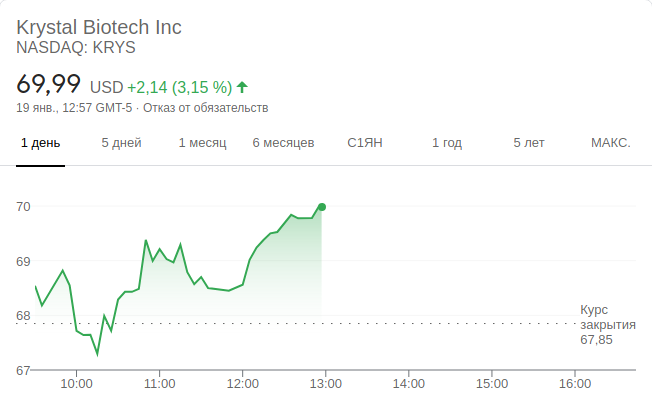 Krystal Biotech Inc
NASDAQ: KRYS
69,99 USD +2,14 (3,15 %)
19 янв., 12:57 GMT-5 · Отказ от обязательств
1 день 5 дней 1 месяц 6 месяцев С1ЯН 1 год 5 лет МАКС.
70
69
68
Курс
закрытия
67,85
67
10:00 11:00 12:00 13:00 14:00 15:00 16:00